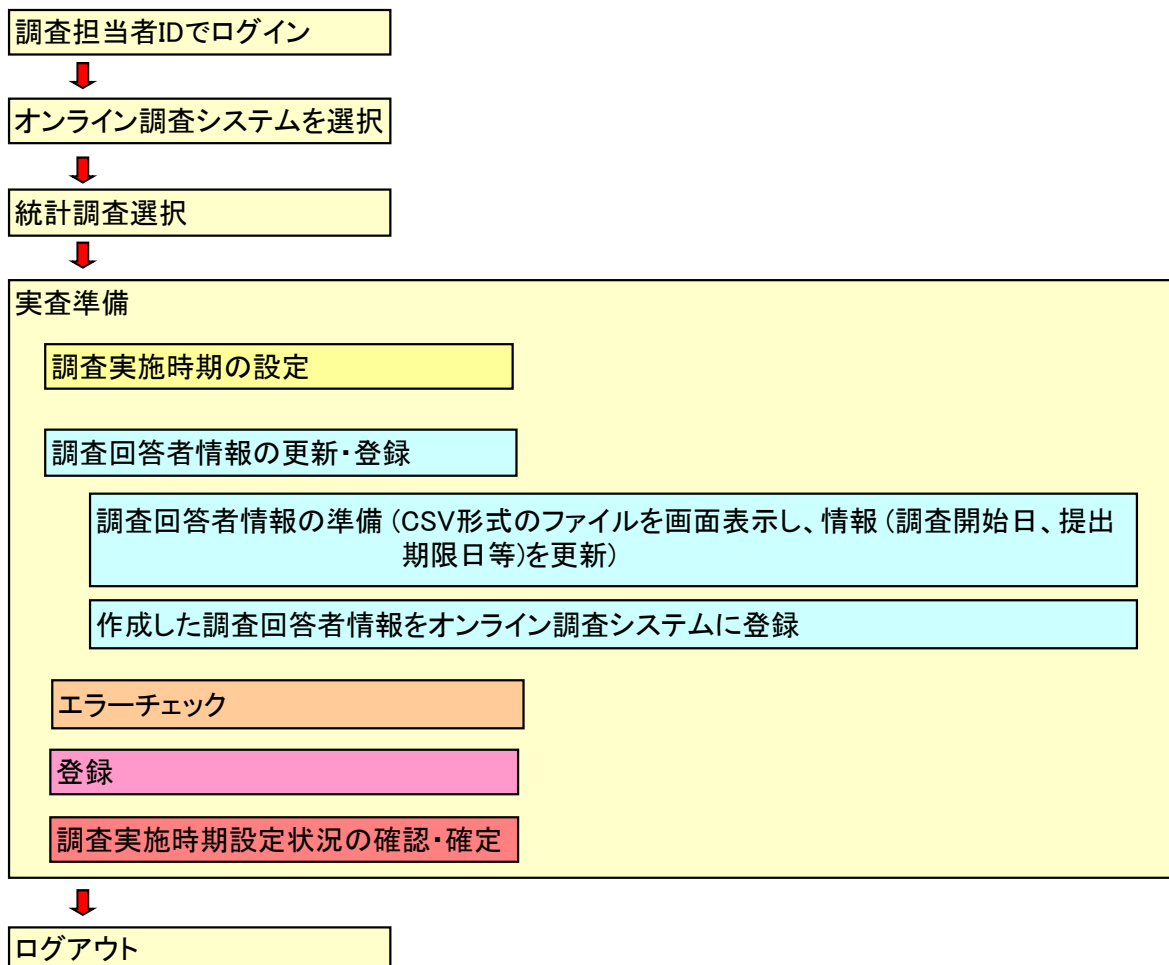 調査担当者IDでログイン
オンライン調査システムを選択
統計調査選択
実査準備
調査実施時期の設定
調査回答者情報の更新・登録
調査回答者情報の準備 (CSV形式のファイルを画面表示し、情報 (調査開始日、提出
期限日等)を更新)
作成した調査回答者情報をオンライン調査システムに登録
エラーチェック
登録
調査実施時期設定状況の確認・確定
ログアウト